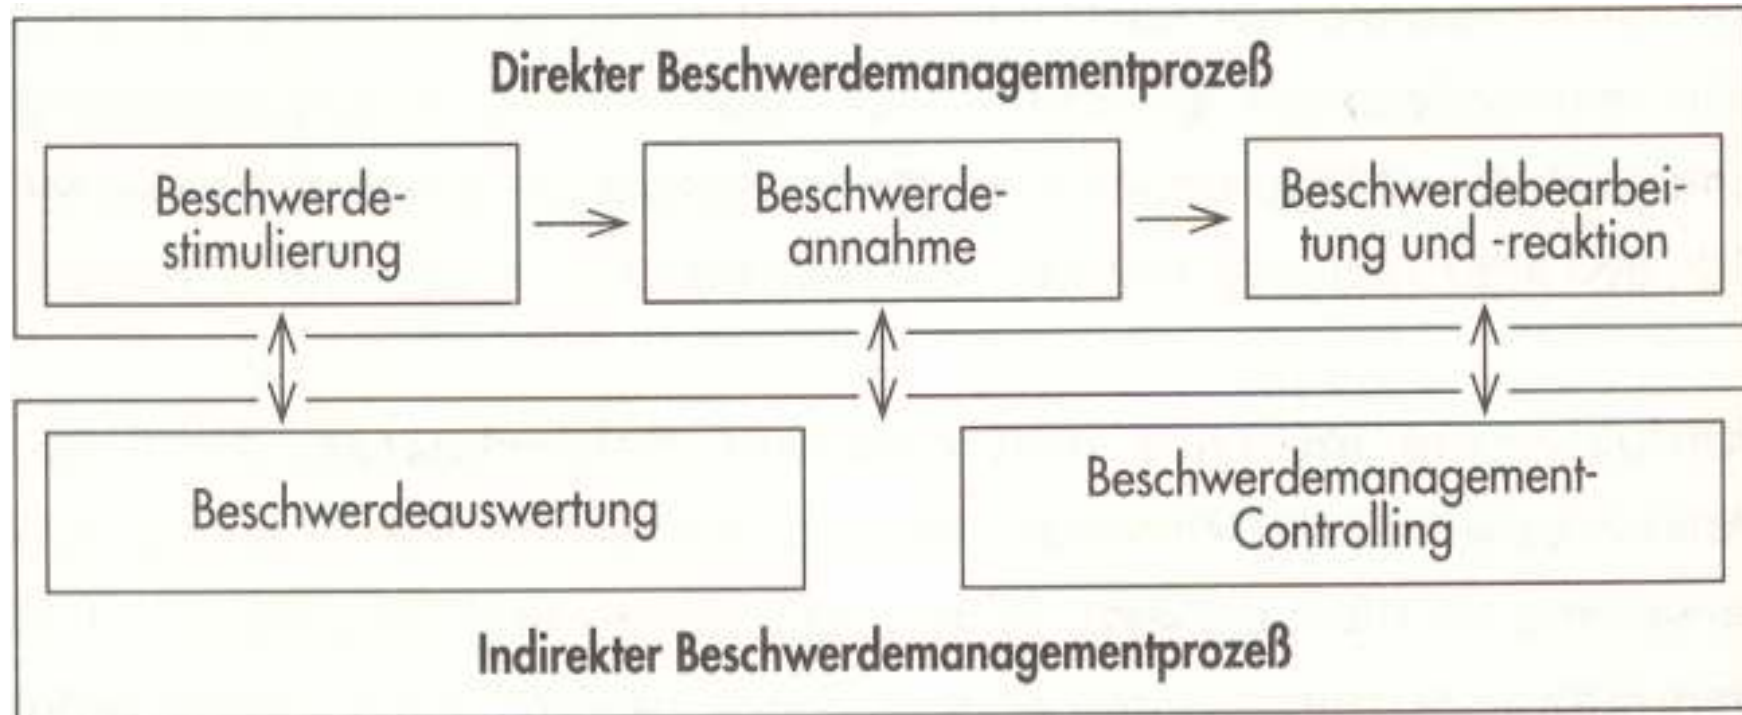 Direkter Beschwerdemanagementprozeß
Beschwerde-
stimulierung
Beschwerde-
annahme
Beschwerdebearbei-
tung und -reaktion
Beschwerdeauswertung
Beschwerdemanagement-
Controlling
Indirekter Beschwerdemanagementprozeß